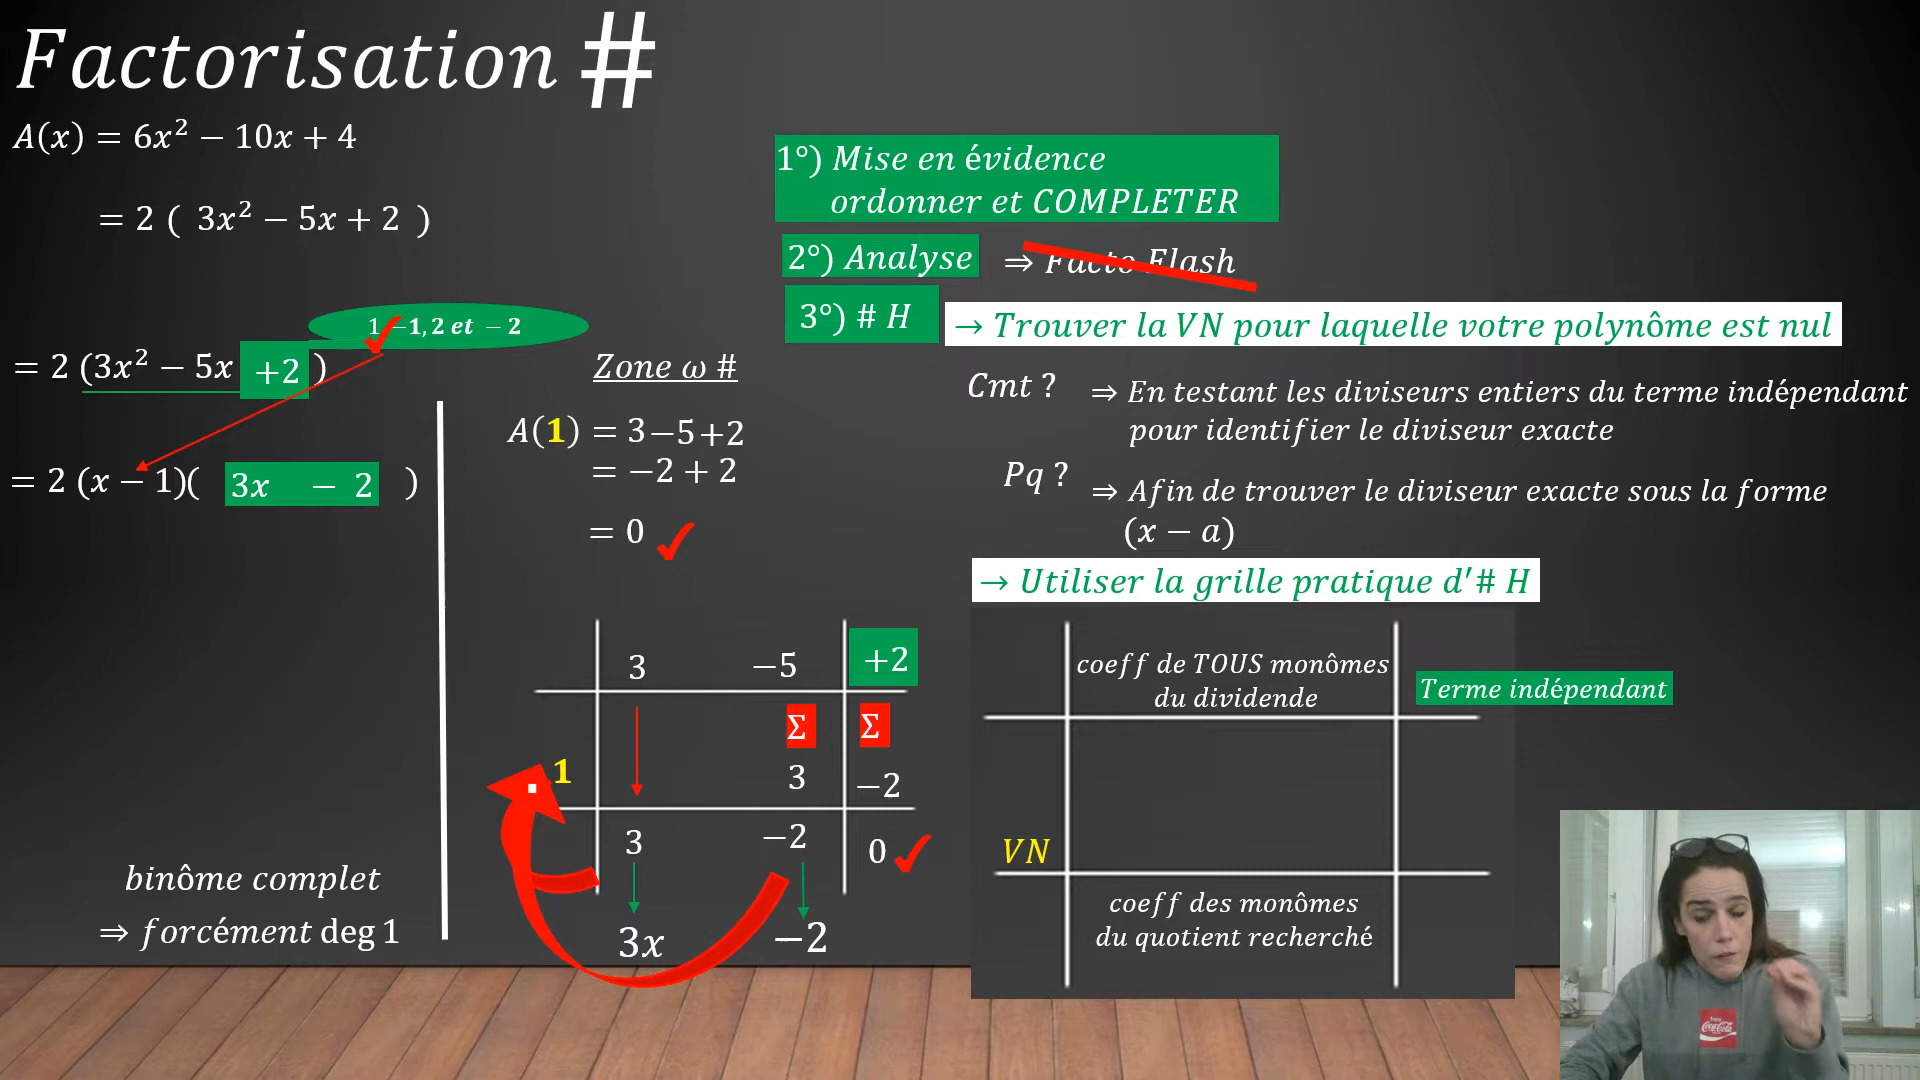 Factorisation #
A(x) = 6x² − 10x + 4
= 2 ( 3x² − 5x + 2 )
1 −1, 2 et − 2
= 2 (3x² − 5x +2 )
= 2 (x − 1)( 3x − 2 )
binôme complet
⇒ forcément deg 1
Zone ω #
A(1) = 3−5+2
= −2 + 2
= 0 ✓
3 −5 +2
Σ Σ
. 1 3 −2
3 −2 0 ✓
3x −2
1°) Mise en évidence
ordonner et COMPLETER
2°) Analyse ⇒ Facto Flash
3°) # H → Trouver la VN pour laquelle votre polynôme est nul
Cmt ? ⇒ En testant les diviseurs entiers du terme indépendant
pour identifier le diviseur exacte
Pq ? ⇒ Afin de trouver le diviseur exacte sous la forme
(x − a)
→ Utiliser la grille pratique d'# H
coeff de TOUS monômes
du dividende
Terme indépendant
VN
coeff des monômes
du quotient recherché
Coca-Cola